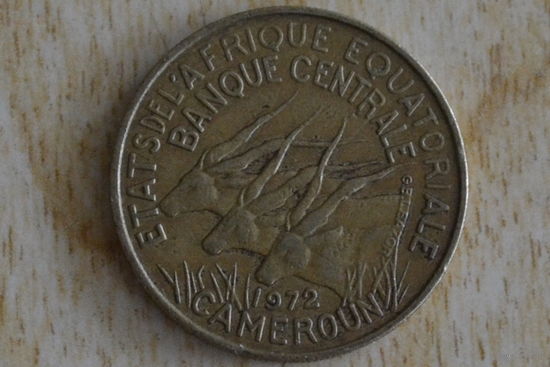 ETATS DE L'AFRIQUE EQUATORIALE
BANQUE CENTRALE
1972
CAMEROUN